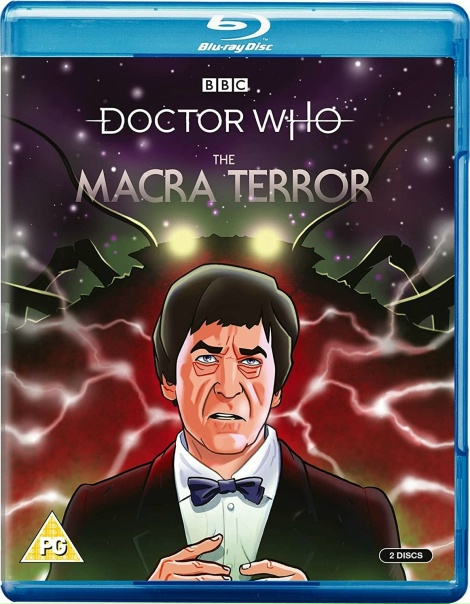 Blu-ray Disc
BBC
DOCTOR WHO
THE
MACRA TERROR
PG
2 DISCS